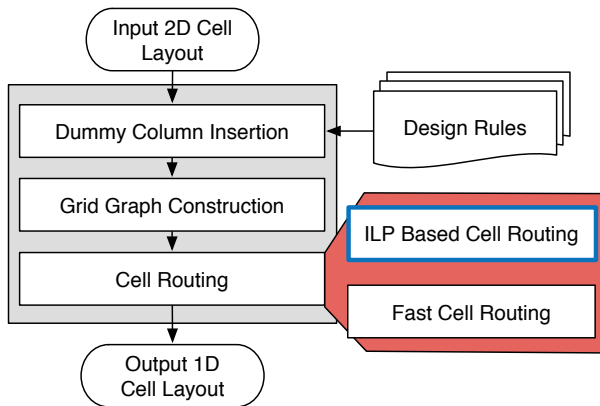 Input 2D Cell
Layout
Dummy Column Insertion
Design Rules
Grid Graph Construction
ILP Based Cell Routing
Cell Routing
Fast Cell Routing
Output 1D
Cell Layout